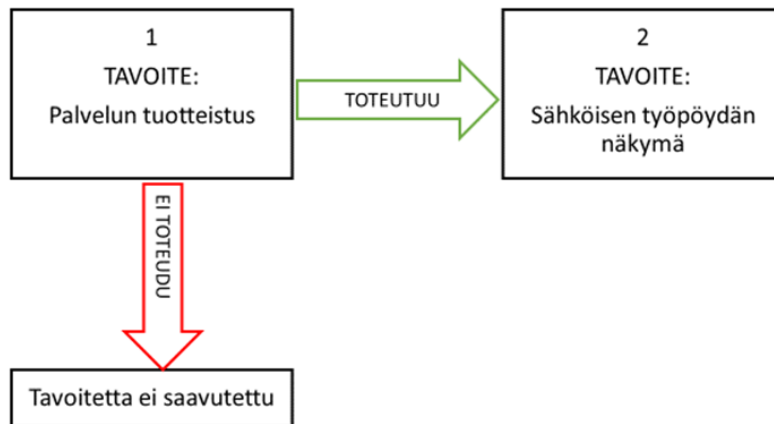 1
TAVOITE:
Palvelun tuotteistus
TOTEUTUU
2
TAVOITE:
Sähköisen työpöydän
näkymä
EI TOTEUDU
Tavoitetta ei saavutettu